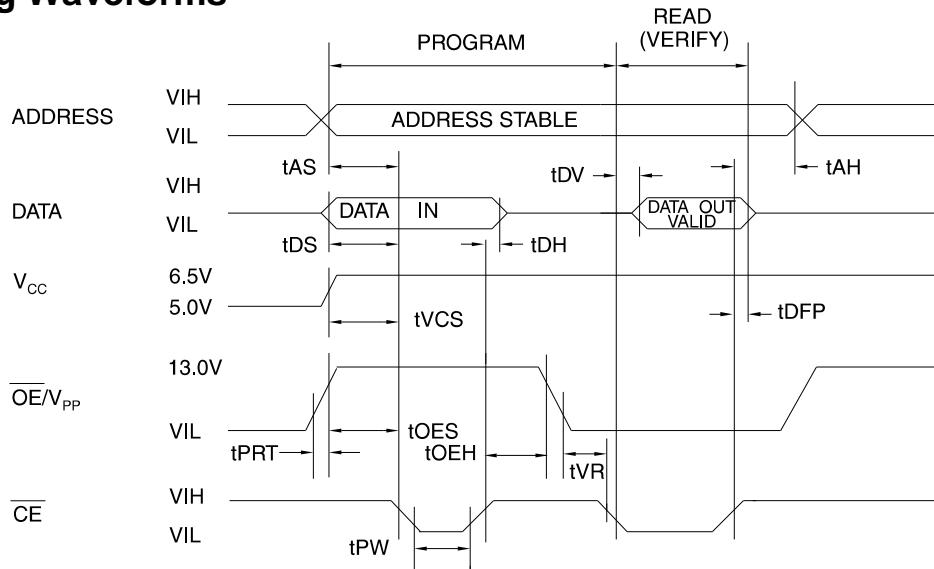 g Waveforms
READ
(VERIFY)
PROGRAM
ADDRESS
VIH
VIL
ADDRESS STABLE
tAS
tDV
tAH
DATA
VIH
VIL
DATA IN
DATA OUT
VALID
tDS
tDH
VCC
6.5V
5.0V
tVCS
tDFP
13.0V
OE/VPP
VIL
tPRT
tOES
tOEH
tVR
CE
VIH
VIL
tPW